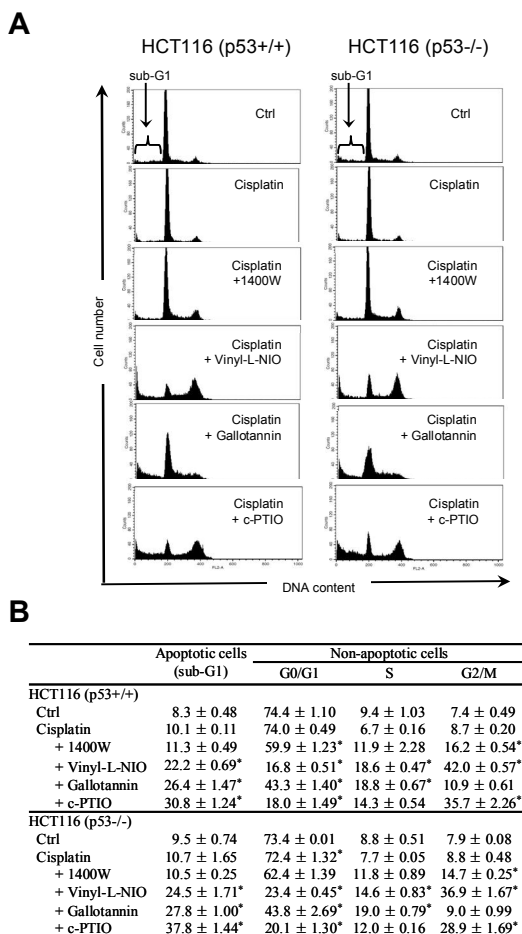 A
HCT116 (p53+/+)
HCT116 (p53-/-)
sub-G1
sub-G1
Ctrl
Ctrl
Cisplatin
Cisplatin
Cisplatin
+1400W
Cisplatin
+1400W
Cisplatin
+ Vinyl-L-NIO
Cisplatin
+ Vinyl-L-NIO
Cisplatin
+ Gallotannin
Cisplatin
+ Gallotannin
Cisplatin
+ c-PTIO
Cisplatin
+ c-PTIO
Cell number
DNA content
B
Apoptotic cells Non-apoptotic cells
(sub-G1) G0/G1 S G2/M
HCT116 (p53+/+)
Ctrl 8.3 ± 0.48 74.4 ± 1.10 9.4 ± 1.03 7.4 ± 0.49
Cisplatin 10.1 ± 0.11 74.0 ± 0.49 6.7 ± 0.16 8.7 ± 0.20
+ 1400W 11.3 ± 0.49 59.9 ± 1.23* 11.9 ± 2.28 16.2 ± 0.54*
+ Vinyl-L-NIO 22.2 ± 0.69* 16.8 ± 0.51* 18.6 ± 0.47* 42.0 ± 0.57*
+ Gallotannin 26.4 ± 1.47* 43.3 ± 1.40* 18.8 ± 0.67* 10.9 ± 0.61
+ c-PTIO 30.8 ± 1.24* 18.0 ± 1.49* 14.3 ± 0.54 35.7 ± 2.26*
HCT116 (p53-/-)
Ctrl 9.5 ± 0.74 73.4 ± 0.01 8.8 ± 0.51 7.9 ± 0.08
Cisplatin 10.7 ± 1.65 72.4 ± 1.32* 7.7 ± 0.05 8.8 ± 0.48
+ 1400W 10.5 ± 0.25 62.4 ± 1.39 11.8 ± 0.89 14.7 ± 0.25*
+ Vinyl-L-NIO 24.5 ± 1.71* 23.4 ± 0.45* 14.6 ± 0.83* 36.9 ± 1.67*
+ Gallotannin 27.8 ± 1.00* 43.8 ± 2.69* 19.0 ± 0.79* 9.0 ± 0.99
+ c-PTIO 37.8 ± 1.44* 20.1 ± 1.30* 12.0 ± 0.16 28.9 ± 1.69*